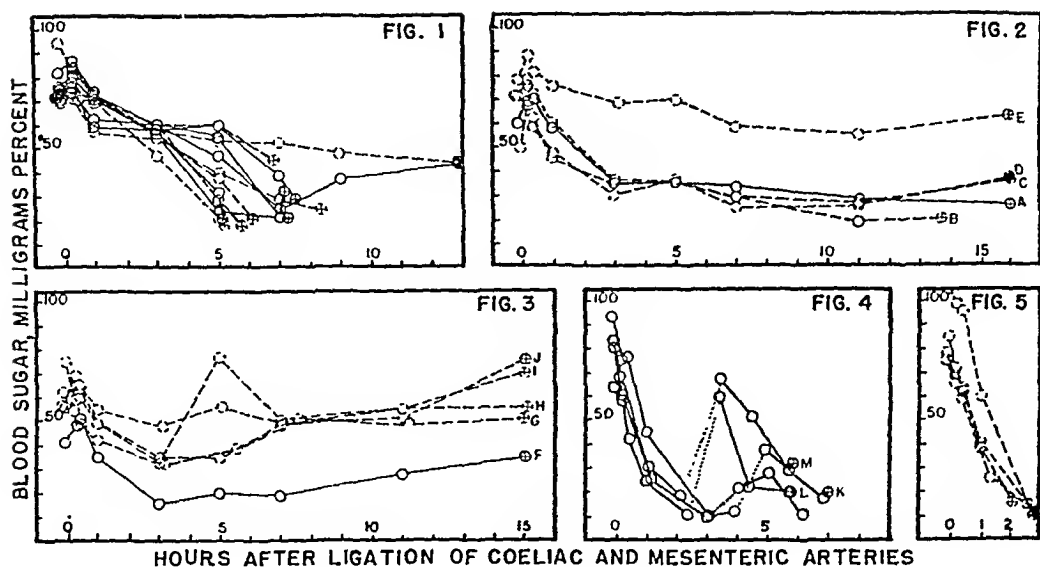 BLOOD SUGAR, MILLIGRAMS PERCENT
100
FIG. 1
50
0 5 10
100
FIG. 2
50
E
D
C
A
B
0 5 10 15
100
FIG. 3
J
I
50
H
G
F
0 5 10 15
100
FIG. 4
50
M
L
K
0 5
100
FIG. 5
50
0 1 2
HOURS AFTER LIGATION OF COELIAC AND MESENTERIC ARTERIES